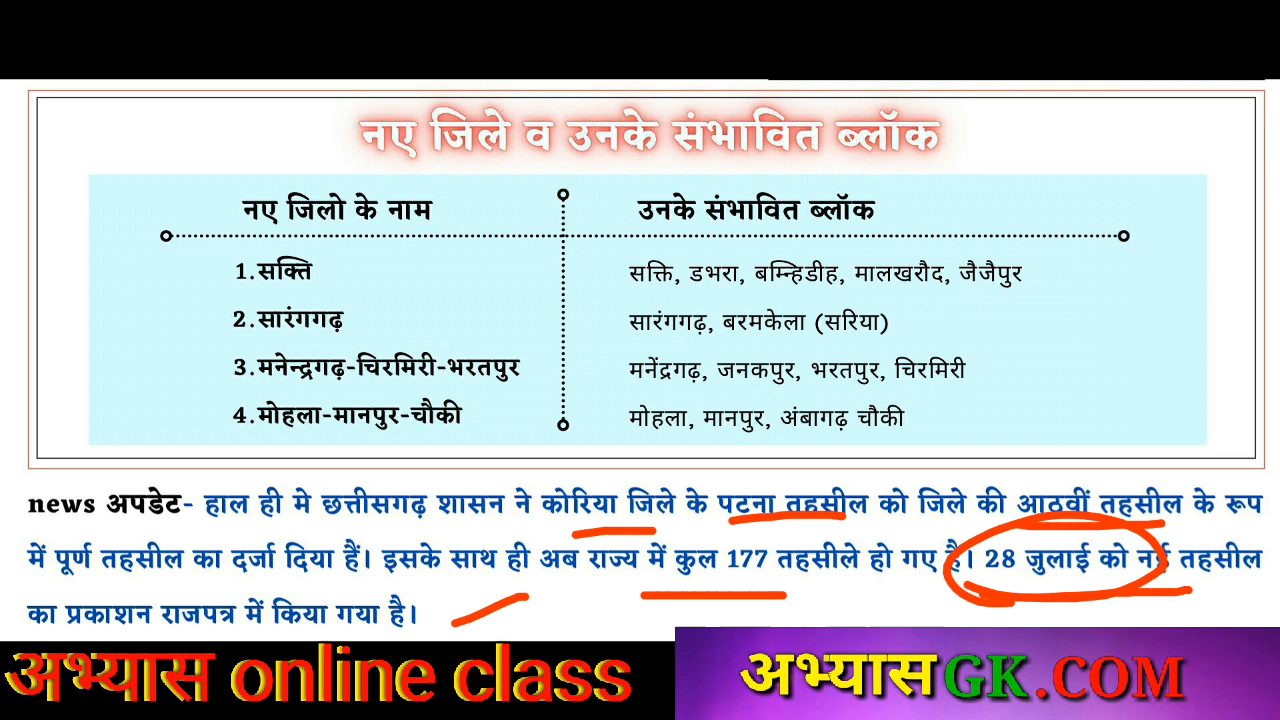 नए जिले व उनके संभावित ब्लॉक
नए जिलो के नाम उनके संभावित ब्लॉक
1.सक्ति सक्ति, डभरा, बम्न्हिडीह, मालखरौद, जैजैपुर
2.सारंगगढ़ सारंगगढ़, बरमकेला (सरिया)
3.मनेन्द्रगढ़-चिरमिरी-भरतपुर मनेंद्रगढ़, जनकपुर, भरतपुर, चिरमिरी
4.मोहला-मानपुर-चौकी मोहला, मानपुर, अंबागढ़ चौकी
news अपडेट- हाल ही मे छत्तीसगढ़ शासन ने कोरिया जिले के पटना तहसील को जिले की आठवीं तहसील के रूप
में पूर्ण तहसील का दर्जा दिया हैं। इसके साथ ही अब राज्य में कुल 177 तहसीले हो गए है। 28 जुलाई को नई तहसील
का प्रकाशन राजपत्र में किया गया है।
अभ्यास online class
अभ्यासGK.COM